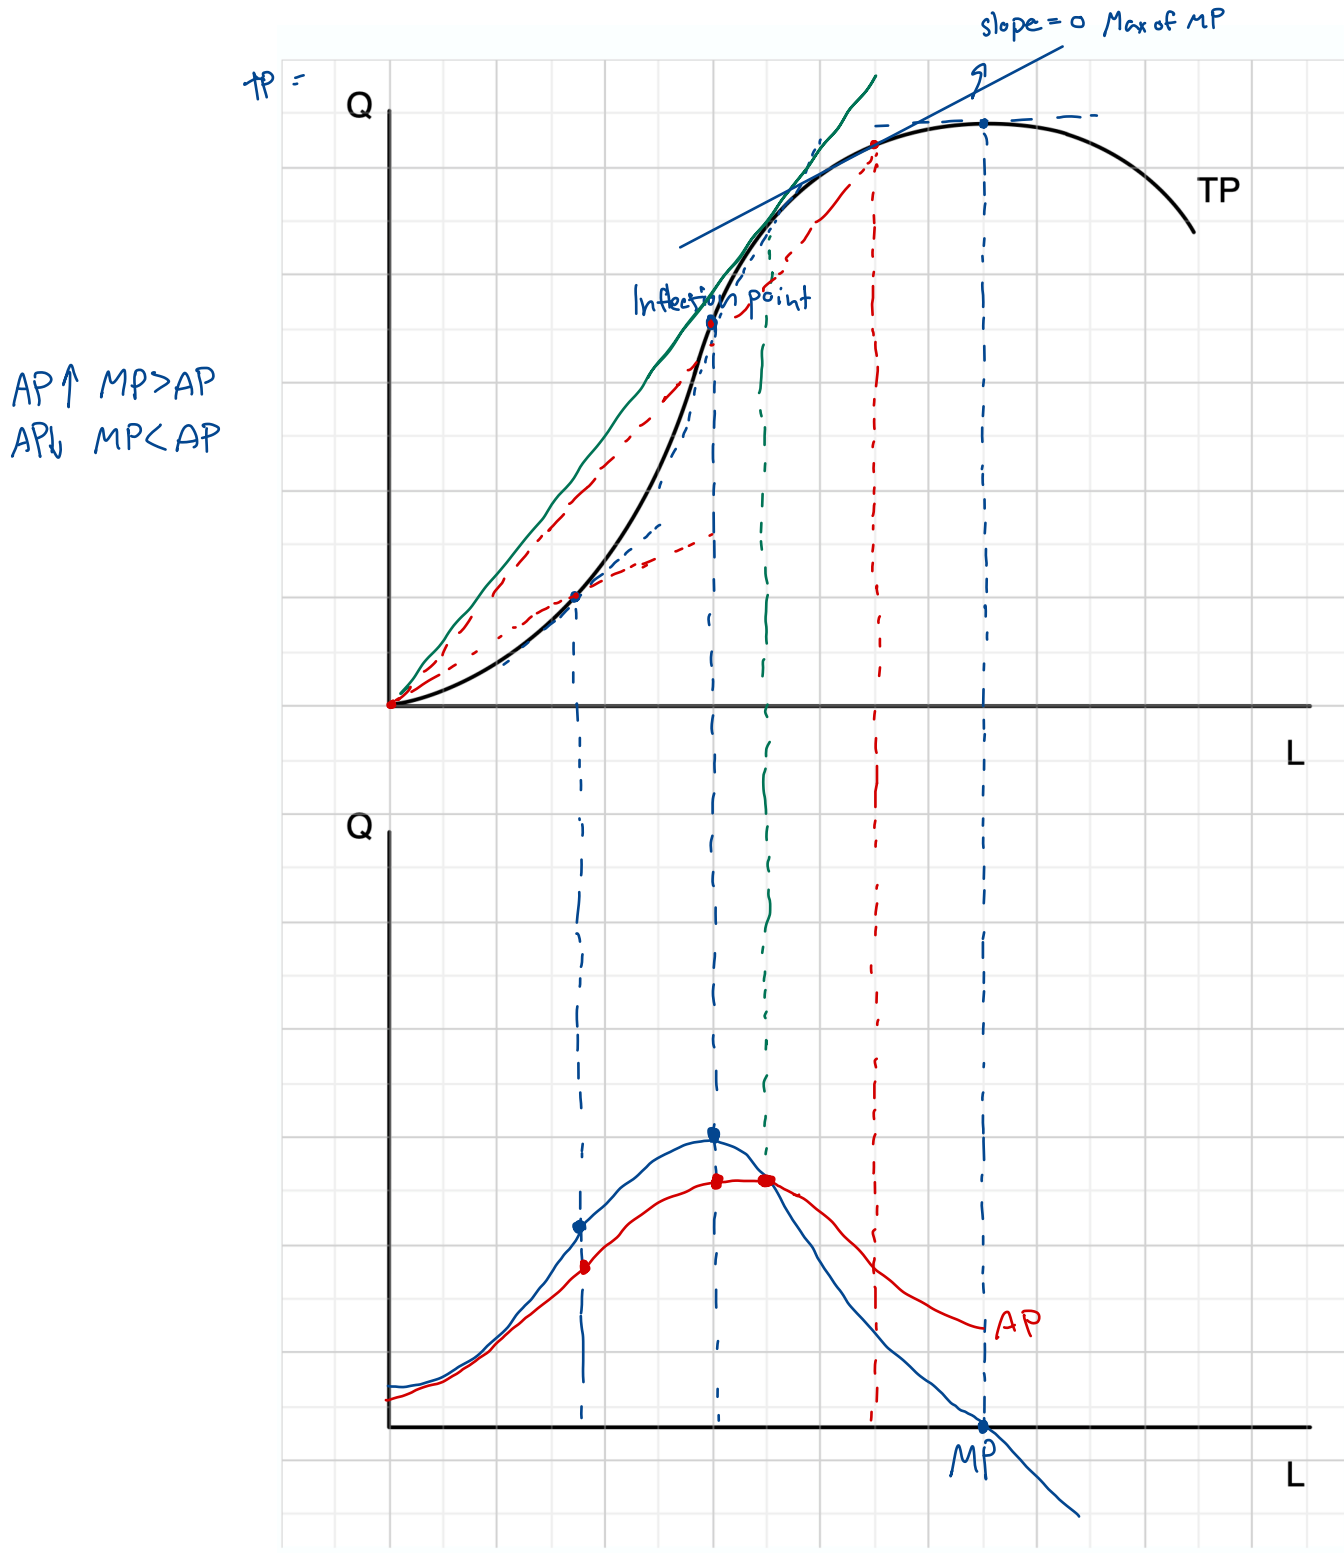 slope = 0 Max of MP
TP =
Q
TP
Inflection point
AP↑ MP>AP
AP↓ MP<AP
L
Q
AP
MP
L